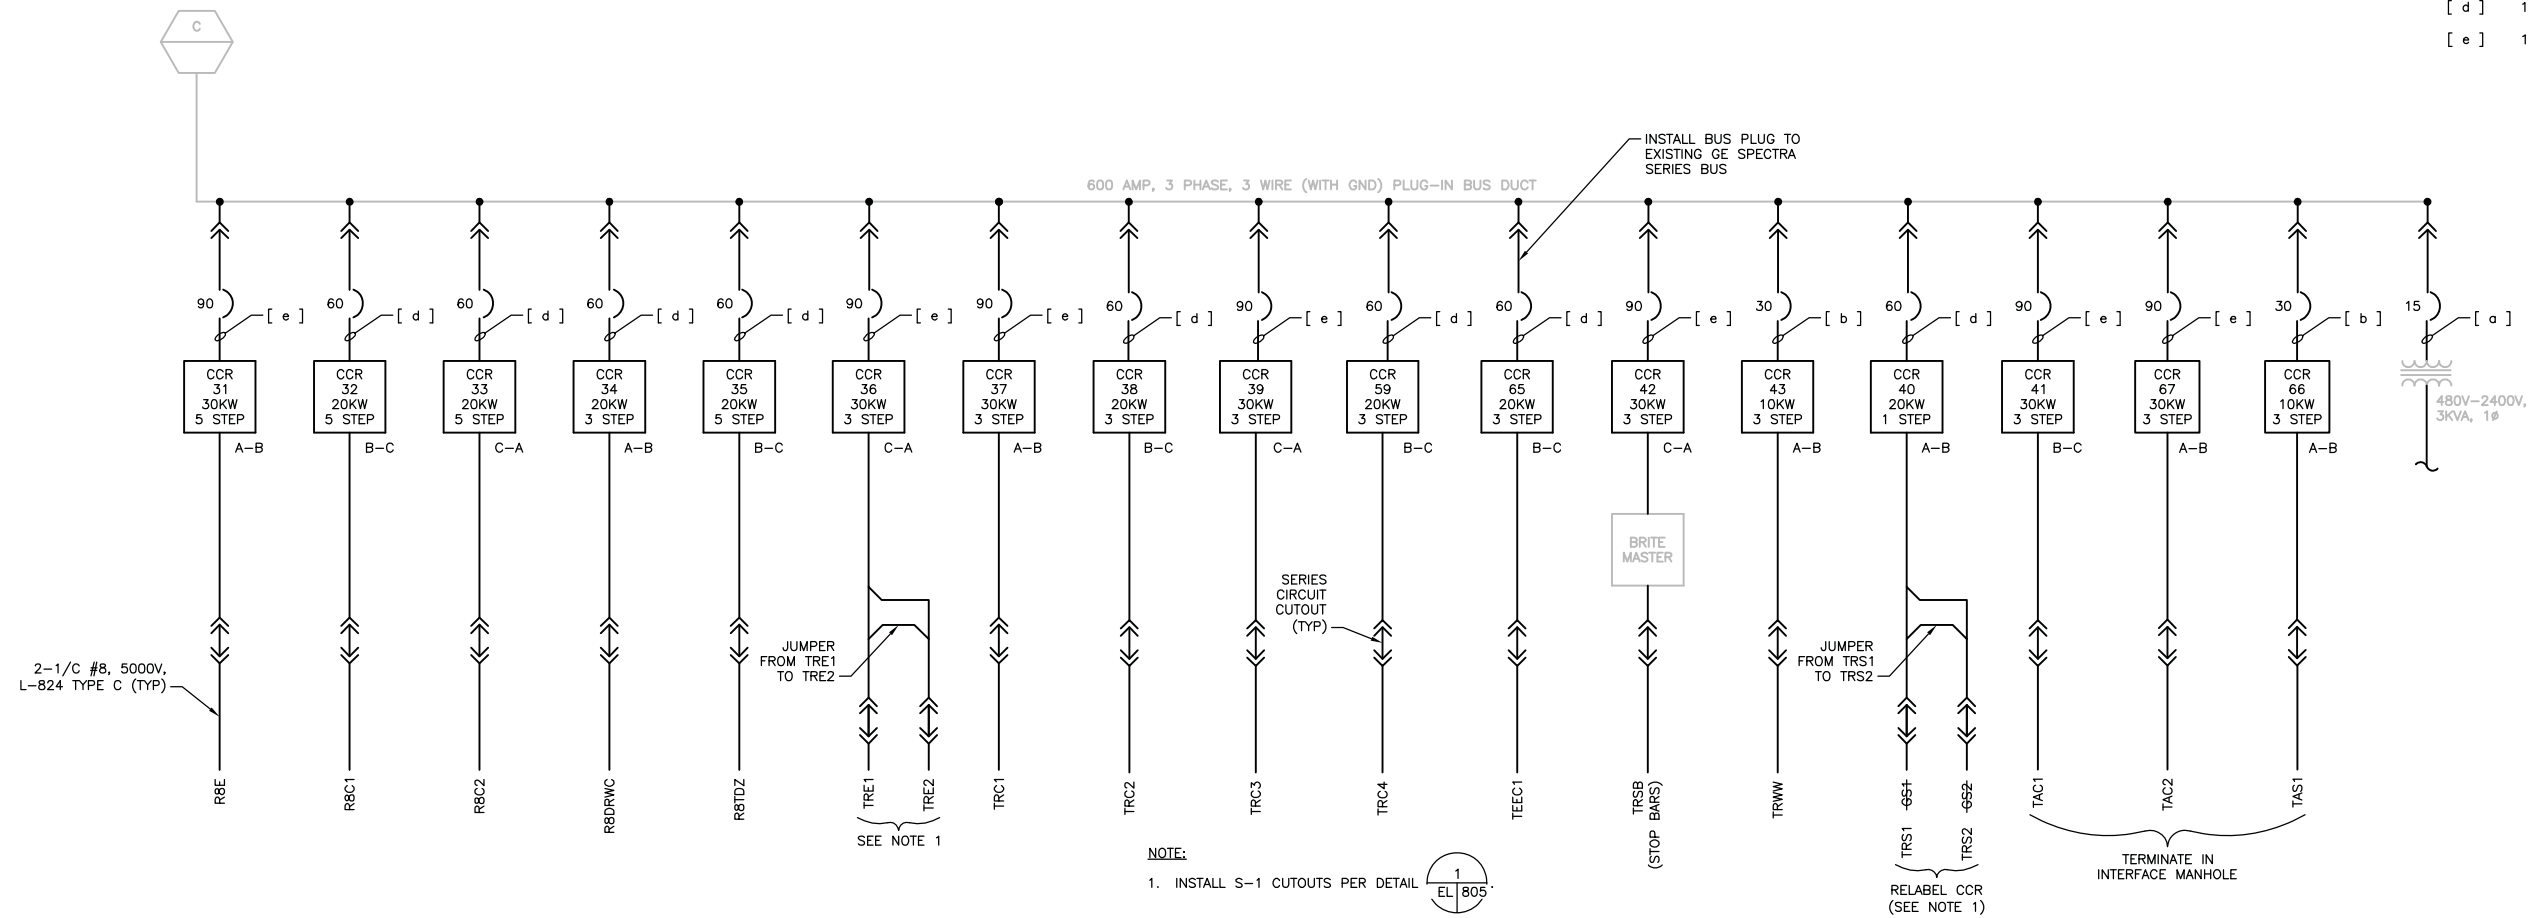 C
[ d ] 1
[ e ] 1
INSTALL BUS PLUG TO
EXISTING GE SPECTRA
SERIES BUS
600 AMP, 3 PHASE, 3 WIRE (WITH GND) PLUG-IN BUS DUCT
90
[ e ]
CCR
31
30KW
5 STEP
A-B
60
[ d ]
CCR
32
20KW
5 STEP
B-C
60
[ d ]
CCR
33
20KW
5 STEP
C-A
60
[ d ]
CCR
34
20KW
3 STEP
A-B
60
[ d ]
CCR
35
20KW
5 STEP
B-C
90
[ e ]
CCR
36
30KW
3 STEP
C-A
90
[ e ]
CCR
37
30KW
3 STEP
A-B
60
[ d ]
CCR
38
20KW
3 STEP
B-C
90
[ e ]
CCR
39
30KW
3 STEP
C-A
60
[ d ]
CCR
59
20KW
3 STEP
B-C
60
[ d ]
CCR
65
20KW
3 STEP
B-C
90
[ e ]
CCR
42
30KW
3 STEP
C-A
30
[ b ]
CCR
43
10KW
3 STEP
A-B
60
[ d ]
CCR
40
20KW
1 STEP
A-B
90
[ e ]
CCR
41
30KW
3 STEP
B-C
90
[ e ]
CCR
67
30KW
3 STEP
A-B
30
[ b ]
CCR
66
10KW
3 STEP
A-B
15
[ a ]
480V-2400V,
3KVA, 1ø
BRITE
MASTER
SERIES
CIRCUIT
CUTOUT
(TYP)
JUMPER
FROM TRE1
TO TRE2
JUMPER
FROM TRS1
TO TRS2
2-1/C #8, 5000V,
L-824 TYPE C (TYP)
R8E
R8C1
R8C2
R8DRWC
R8TDZ
TRE1
TRE2
SEE NOTE 1
TRC1
TRC2
TRC3
TRC4
TEEC1
TRSB
(STOP BARS)
TRWW
GS1
TRS1
GS2
TRS2
RELABEL CCR
(SEE NOTE 1)
TAC1
TAC2
TAS1
TERMINATE IN
INTERFACE MANHOLE
NOTE:
1. INSTALL S-1 CUTOUTS PER DETAIL 1 EL 805.